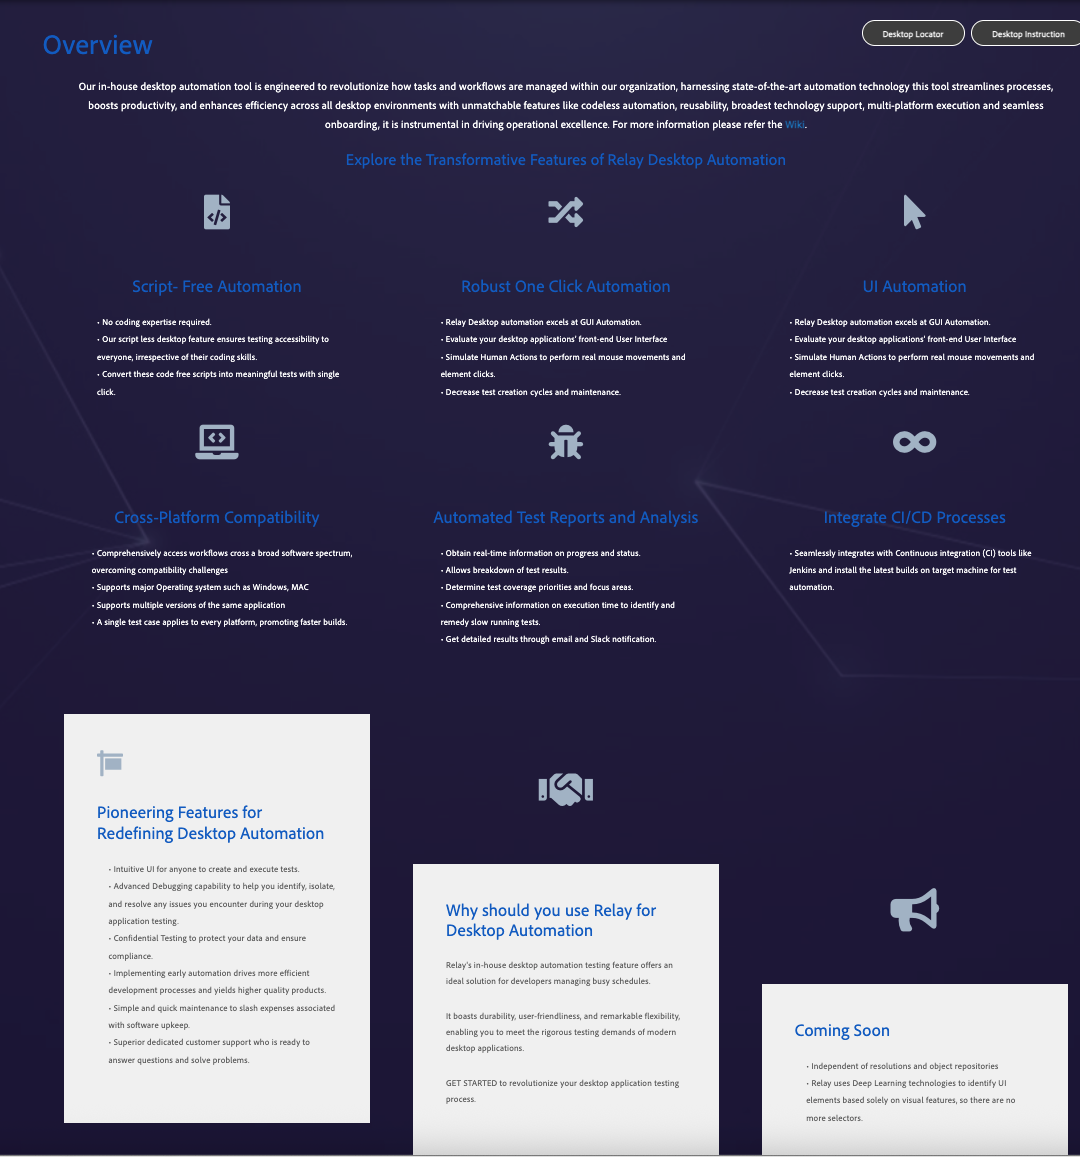 Overview
Desktop Locator
Desktop Instruction
Our in-house desktop automation tool is engineered to revolutionize how tasks and workflows are managed within our organization, harnessing state-of-the-art automation technology this tool streamlines processes,
boosts productivity, and enhances efficiency across all desktop environments with unmatchable features like codeless automation, reusability, broadest technology support, multi-platform execution and seamless
onboarding, it is instrumental in driving operational excellence. For more information please refer the Wiki.
Explore the Transformative Features of Relay Desktop Automation
Script- Free Automation
• No coding expertise required.
• Our script less desktop feature ensures testing accessibility to
everyone, irrespective of their coding skills.
• Convert these code free scripts into meaningful tests with single
click.
Robust One Click Automation
• Relay Desktop automation excels at GUI Automation.
• Evaluate your desktop applications' front-end User Interface
• Simulate Human Actions to perform real mouse movements and
element clicks.
• Decrease test creation cycles and maintenance.
UI Automation
• Relay Desktop automation excels at GUI Automation.
• Evaluate your desktop applications' front-end User Interface
• Simulate Human Actions to perform real mouse movements and
element clicks.
• Decrease test creation cycles and maintenance.
Cross-Platform Compatibility
• Comprehensively access workflows cross a broad software spectrum,
overcoming compatibility challenges
• Supports major Operating system such as Windows, MAC
• Supports multiple versions of the same application
• A single test case applies to every platform, promoting faster builds.
Automated Test Reports and Analysis
• Obtain real-time information on progress and status.
• Allows breakdown of test results.
• Determine test coverage priorities and focus areas.
• Comprehensive information on execution time to identify and
remedy slow running tests.
• Get detailed results through email and Slack notification.
Integrate CI/CD Processes
• Seamlessly integrates with Continuous integration (CI) tools like
Jenkins and install the latest builds on target machine for test
automation.
Pioneering Features for
Redefining Desktop Automation
• Intuitive UI for anyone to create and execute tests.
• Advanced Debugging capability to help you identify, isolate,
and resolve any issues you encounter during your desktop
application testing.
• Confidential Testing to protect your data and ensure
compliance.
• Implementing early automation drives more efficient
development processes and yields higher quality products.
• Simple and quick maintenance to slash expenses associated
with software upkeep.
• Superior dedicated customer support who is ready to
answer questions and solve problems.
Why should you use Relay for
Desktop Automation
Relay's in-house desktop automation testing feature offers an
ideal solution for developers managing busy schedules.
It boasts durability, user-friendliness, and remarkable flexibility,
enabling you to meet the rigorous testing demands of modern
desktop applications.
GET STARTED to revolutionize your desktop application testing
process.
Coming Soon
• Independent of resolutions and object repositories
• Relay uses Deep Learning technologies to identify UI
elements based solely on visual features, so there are no
more selectors.